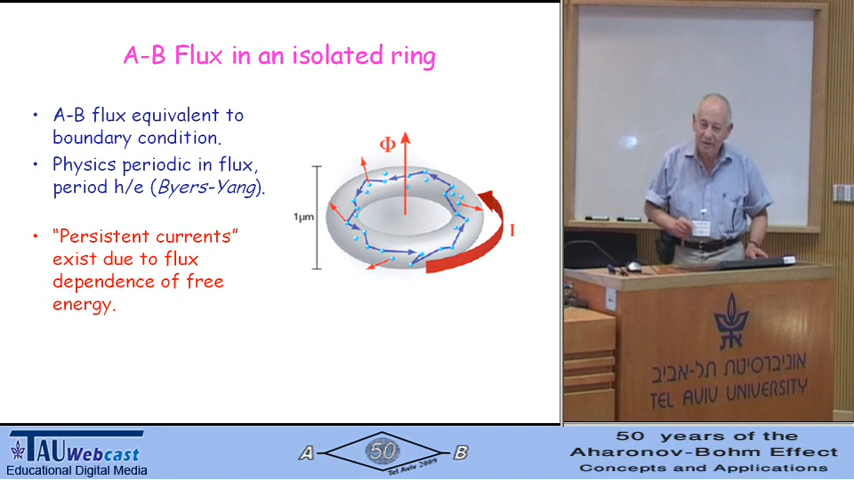 A-B Flux in an isolated ring
• A-B flux equivalent to
boundary condition.
• Physics periodic in flux,
period h/e (Byers-Yang).
• “Persistent currents”
exist due to flux
dependence of free
energy.
Φ
1μm
I
אוניברסיטת תל-אביב
TEL AVIV UNIVERSITY
TAU Webcast
Educational Digital Media
A 50 B
Tel Aviv 2009
50 years of the
Aharonov-Bohm Effect
Concepts and Applications